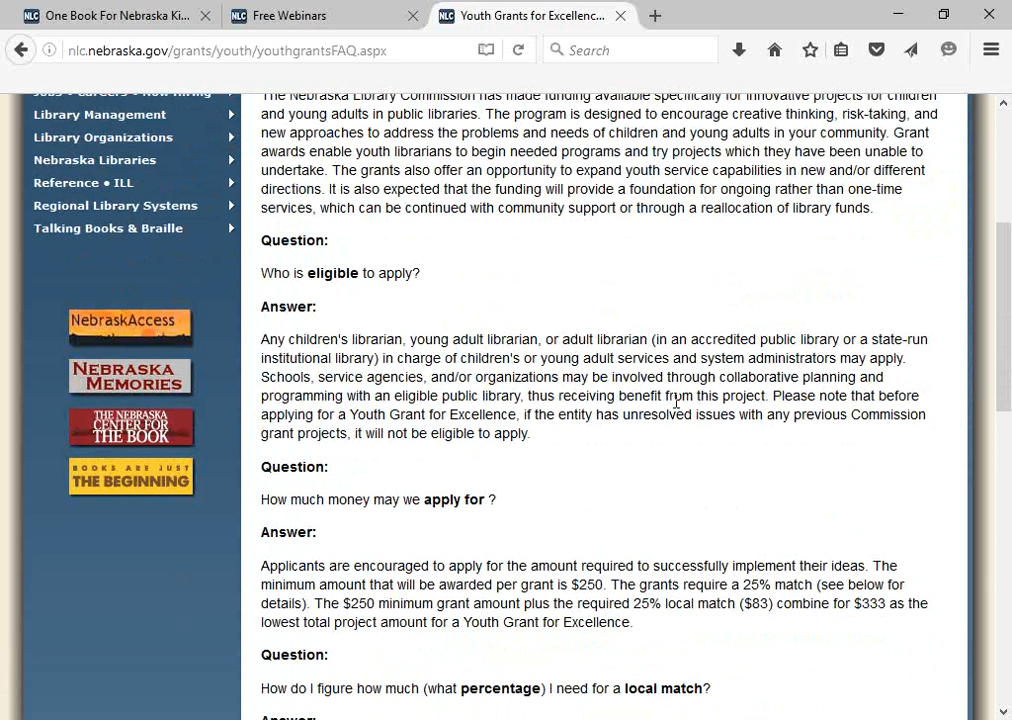 One Book For Nebraska Ki...
Free Webinars
Youth Grants for Excellenc...
nlc.nebraska.gov/grants/youth/youthgrantsFAQ.aspx
Search
Jobs • Careers • Now Hiring
Library Management
Library Organizations
Nebraska Libraries
Reference • ILL
Regional Library Systems
Talking Books & Braille
NebraskAccess
NEBRASKA
MEMORIES
THE NEBRASKA
CENTER FOR
THE BOOK
BOOKS ARE JUST
THE BEGINNING
The Nebraska Library Commission has made funding available specifically for innovative projects for children
and young adults in public libraries. The program is designed to encourage creative thinking, risk-taking, and
new approaches to address the problems and needs of children and young adults in your community. Grant
awards enable youth librarians to begin needed programs and try projects which they have been unable to
undertake. The grants also offer an opportunity to expand youth service capabilities in new and/or different
directions. It is also expected that the funding will provide a foundation for ongoing rather than one-time
services, which can be continued with community support or through a reallocation of library funds.
Question:
Who is eligible to apply?
Answer:
Any children's librarian, young adult librarian, or adult librarian (in an accredited public library or a state-run
institutional library) in charge of children's or young adult services and system administrators may apply.
Schools, service agencies, and/or organizations may be involved through collaborative planning and
programming with an eligible public library, thus receiving benefit from this project. Please note that before
applying for a Youth Grant for Excellence, if the entity has unresolved issues with any previous Commission
grant projects, it will not be eligible to apply.
Question:
How much money may we apply for ?
Answer:
Applicants are encouraged to apply for the amount required to successfully implement their ideas. The
minimum amount that will be awarded per grant is $250. The grants require a 25% match (see below for
details). The $250 minimum grant amount plus the required 25% local match ($83) combine for $333 as the
lowest total project amount for a Youth Grant for Excellence.
Question:
How do I figure how much (what percentage) I need for a local match?
Answer: